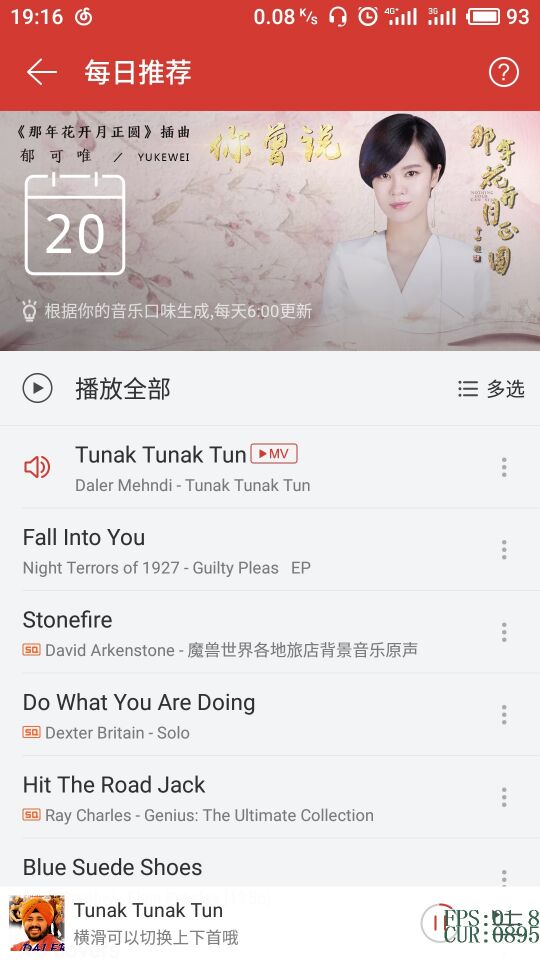 19:16 0.08 K/s 4G+ 3G 93
每日推荐 ?
《那年花开月正圆》插曲
郁可唯 / YUKEWEI
你曾说
那年花开月正圆
20
根据你的音乐口味生成,每天6:00更新
播放全部 多选
Tunak Tunak Tun MV
Daler Mehndi - Tunak Tunak Tun
Fall Into You
Night Terrors of 1927 - Guilty Pleas EP
Stonefire
SQ David Arkenstone - 魔兽世界各地旅店背景音乐原声
Do What You Are Doing
SQ Dexter Britain - Solo
Hit The Road Jack
SQ Ray Charles - Genius: The Ultimate Collection
Blue Suede Shoes
DALER
Tunak Tunak Tun
横滑可以切换上下首哦
FPS:01.8
CUR:0895